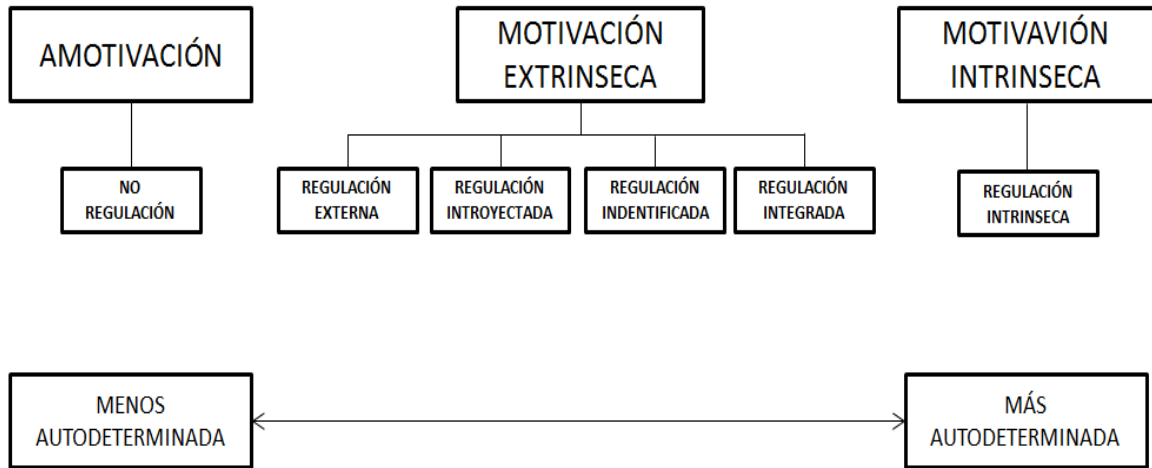 AMOTIVACIÓN
MOTIVACIÓN
EXTRINSECA
MOTIVAVIÓN
INTRINSECA
NO
REGULACIÓN
REGULACIÓN
EXTERNA
REGULACIÓN
INTROYECTADA
REGULACIÓN
INDENTIFICADA
REGULACIÓN
INTEGRADA
REGULACIÓN
INTRINSECA
MENOS
AUTODETERMINADA
MÁS
AUTODETERMINADA